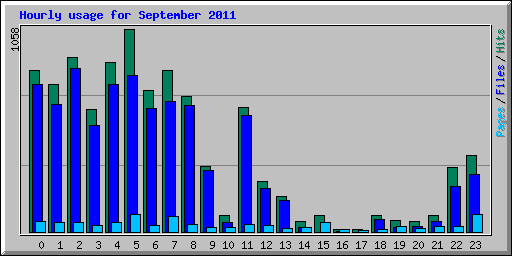 Hourly usage for September 2011
1058
Pages/Files/Hits
0 1 2 3 4 5 6 7 8 9 10 11 12 13 14 15 16 17 18 19 20 21 22 23